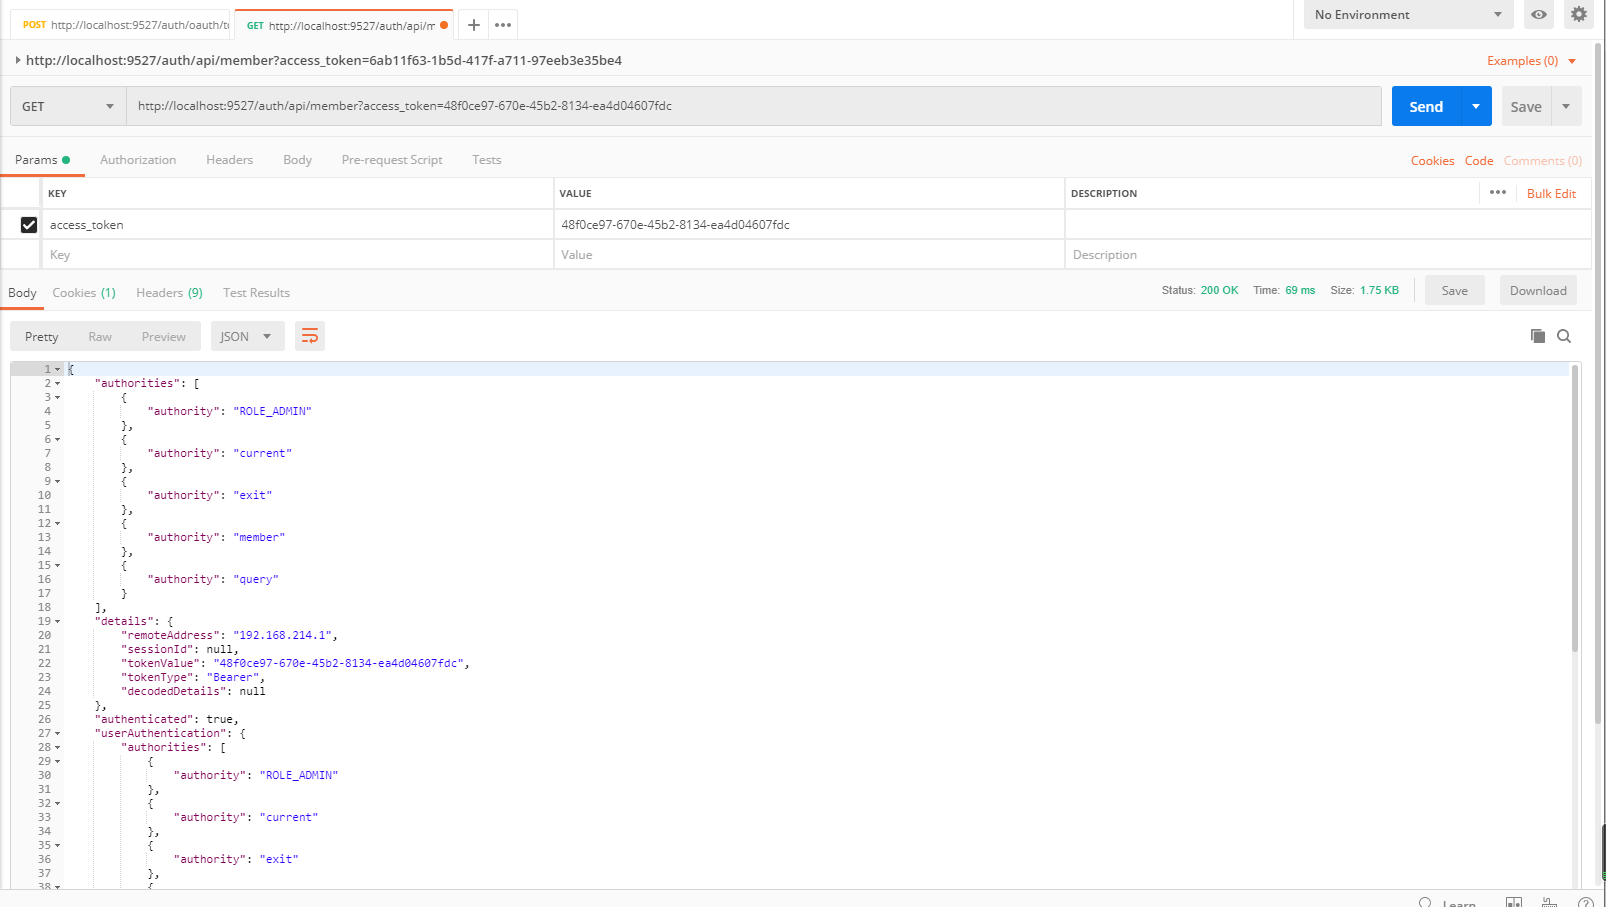 POST http://localhost:9527/auth/oauth/t
GET http://localhost:9527/auth/api/m
No Environment
http://localhost:9527/auth/api/member?access_token=6ab11f63-1b5d-417f-a711-97eeb3e35be4
Examples (0)
GET
http://localhost:9527/auth/api/member?access_token=48f0ce97-670e-45b2-8134-ea4d04607fdc
Send
Save
Params Authorization Headers Body Pre-request Script Tests
Cookies Code Comments (0)
KEY VALUE DESCRIPTION
Bulk Edit
access_token 48f0ce97-670e-45b2-8134-ea4d04607fdc
Key Value Description
Body Cookies (1) Headers (9) Test Results
Status: 200 OK Time: 69 ms Size: 1.75 KB
Save Download
Pretty Raw Preview JSON
1 {
2 "authorities": [
3 {
4 "authority": "ROLE_ADMIN"
5 },
6 {
7 "authority": "current"
8 },
9 {
10 "authority": "exit"
11 },
12 {
13 "authority": "member"
14 },
15 {
16 "authority": "query"
17 }
18 ],
19 "details": {
20 "remoteAddress": "192.168.214.1",
21 "sessionId": null,
22 "tokenValue": "48f0ce97-670e-45b2-8134-ea4d04607fdc",
23 "tokenType": "Bearer",
24 "decodedDetails": null
25 },
26 "authenticated": true,
27 "userAuthentication": {
28 "authorities": [
29 {
30 "authority": "ROLE_ADMIN"
31 },
32 {
33 "authority": "current"
34 },
35 {
36 "authority": "exit"
37 },
38 {
Learn